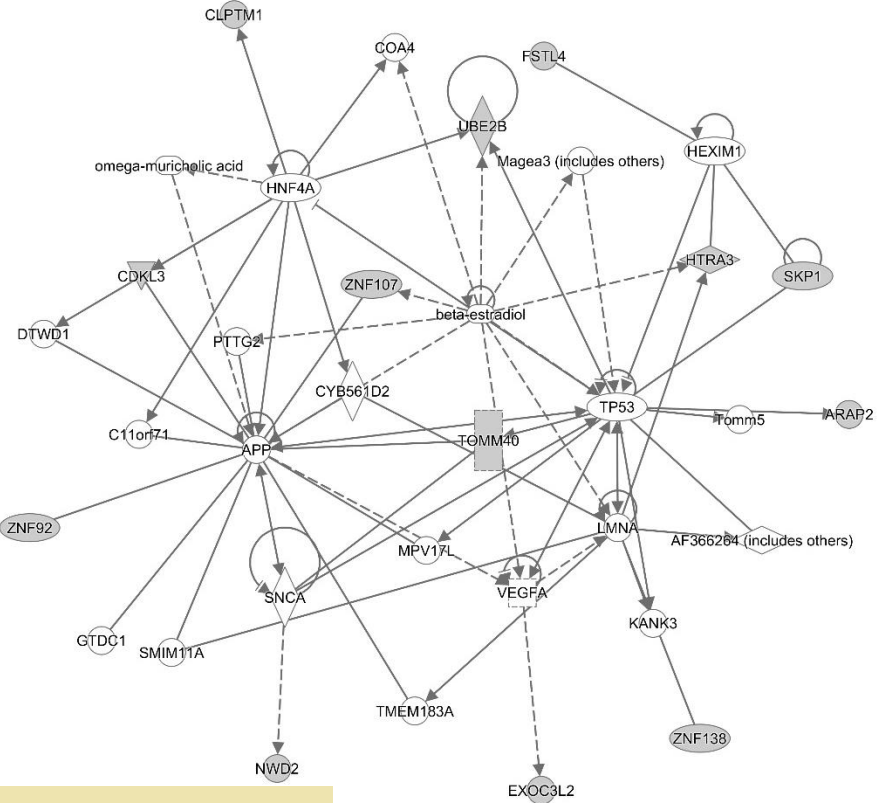 CLPTM1
COA4
FSTL4
UBE2B
HEXIM1
Magea3 (includes others)
omega-murichelic acid
HNF4A
HTRA3
CDKL3
SKP1
ZNF107
beta-estradiol
DTWD1
PTTG2
CYB561D2
TP53
ARAP2
Tomm5
C11orf71
TOMM40
APP
ZNF92
LMNA
AF366264 (includes others)
MPV17L
VEGFA
SNCA
KANK3
GTDC1
SMIM11A
TMEM183A
ZNF138
NWD2
EXOC3L2